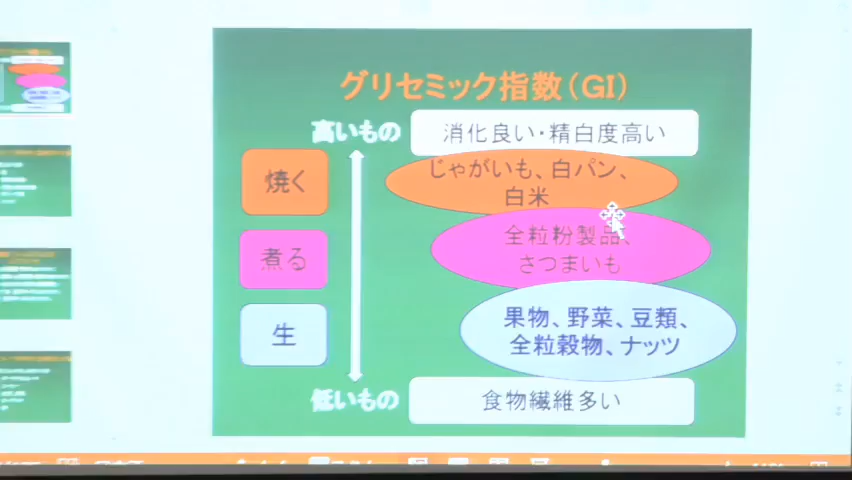 グリセミック指数（GI）
高いもの
消化良い・精白度高い
焼く
じゃがいも、白パン、
白米
煮る
全粒粉製品、
さつまいも
生
果物、野菜、豆類、
全粒穀物、ナッツ
低いもの
食物繊維多い